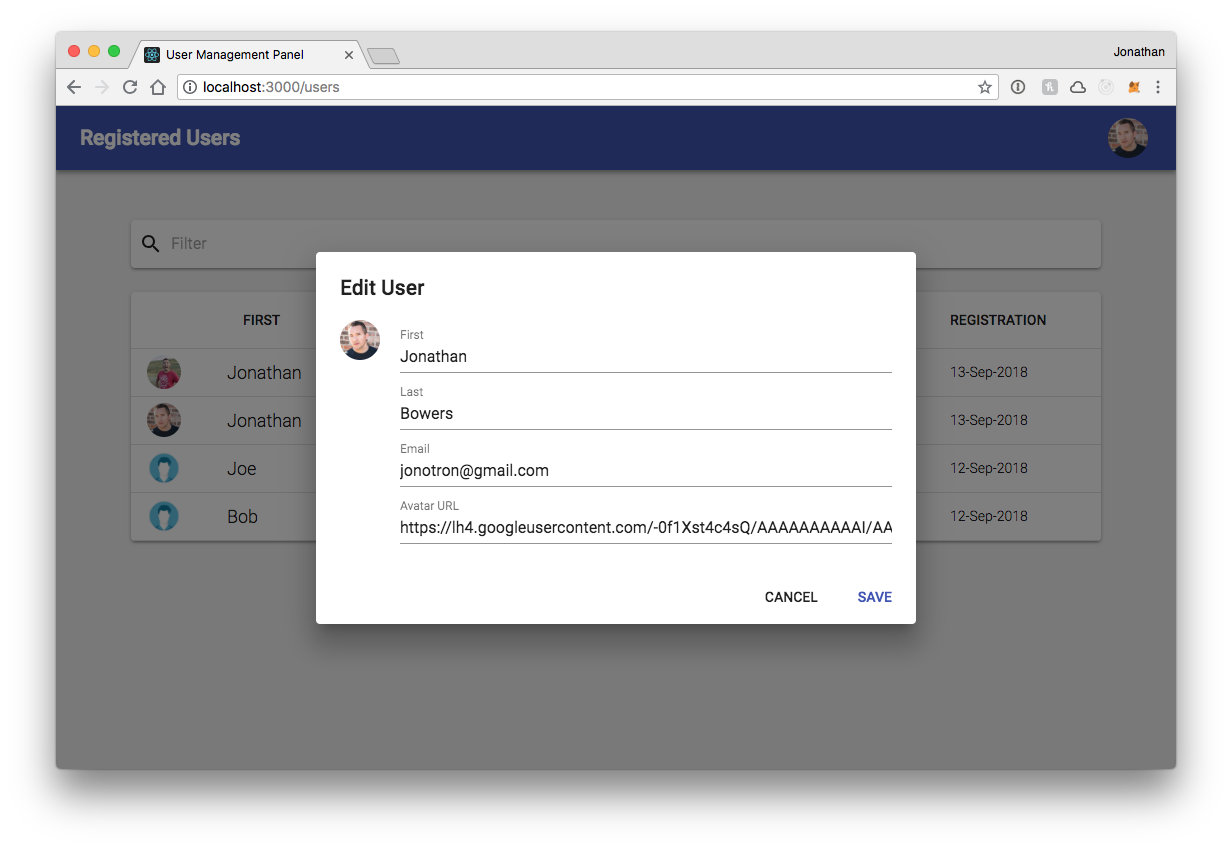 User Management Panel
Jonathan
localhost:3000/users
Registered Users
Filter
FIRST
REGISTRATION
Jonathan
13-Sep-2018
Jonathan
13-Sep-2018
Joe
12-Sep-2018
Bob
12-Sep-2018
Edit User
First
Jonathan
Last
Bowers
Email
jonotron@gmail.com
Avatar URL
https://lh4.googleusercontent.com/-0f1Xst4c4sQ/AAAAAAAAAAI/AA
CANCEL SAVE